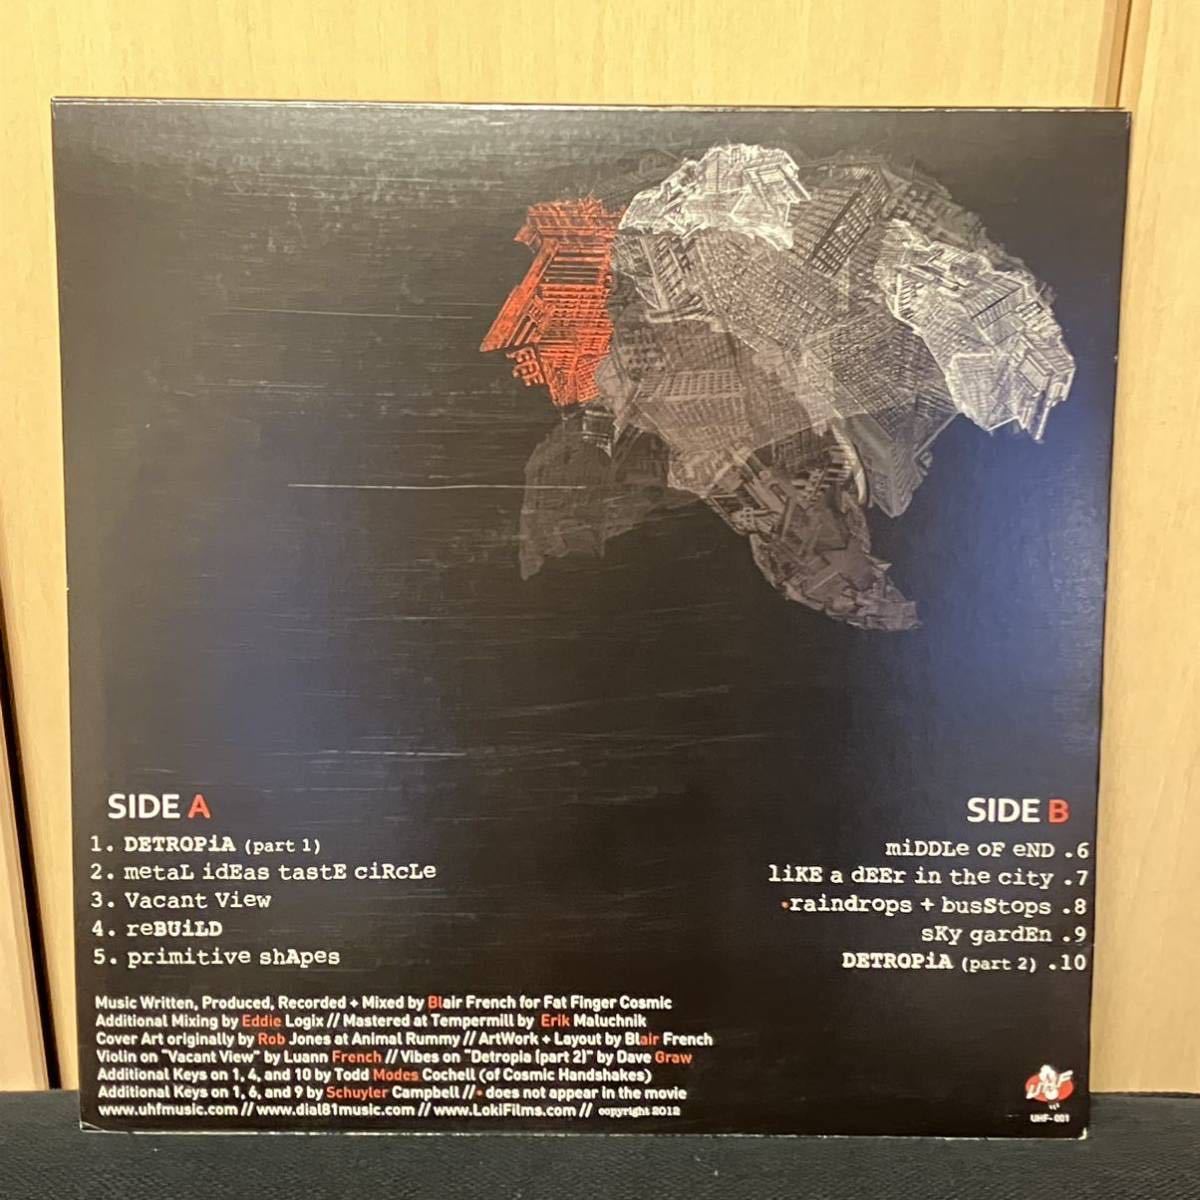 SIDE A
1. DETROPiA (part 1)
2. metaL idEas tastE ciRcLe
3. Vacant View
4. reBUiLD
5. primitive shApes
SIDE B
miDDLe oF eND .6
liKE a dEEr in the city .7
•raindrops + busStops .8
sKy gardEn .9
DETROPiA (part 2) .10
Music Written, Produced, Recorded + Mixed by Blair French for Fat Finger Cosmic
Additional Mixing by Eddie Logix // Mastered at Tempermill by Erik Maluchnik
Cover Art originally by Rob Jones at Animal Rummy // ArtWork + Layout by Blair French
Violin on "Vacant View" by Luann French // Vibes on "Detropia (part 2)" by Dave Graw
Additional Keys on 1, 4, and 10 by Todd Modes Cochell (of Cosmic Handshakes)
Additional Keys on 1, 6, and 9 by Schuyler Campbell //• does not appear in the movie
www.uhfmusic.com // www.dial81music.com // www.LokiFilms.com // copyright 2012
UHF
UHF-001